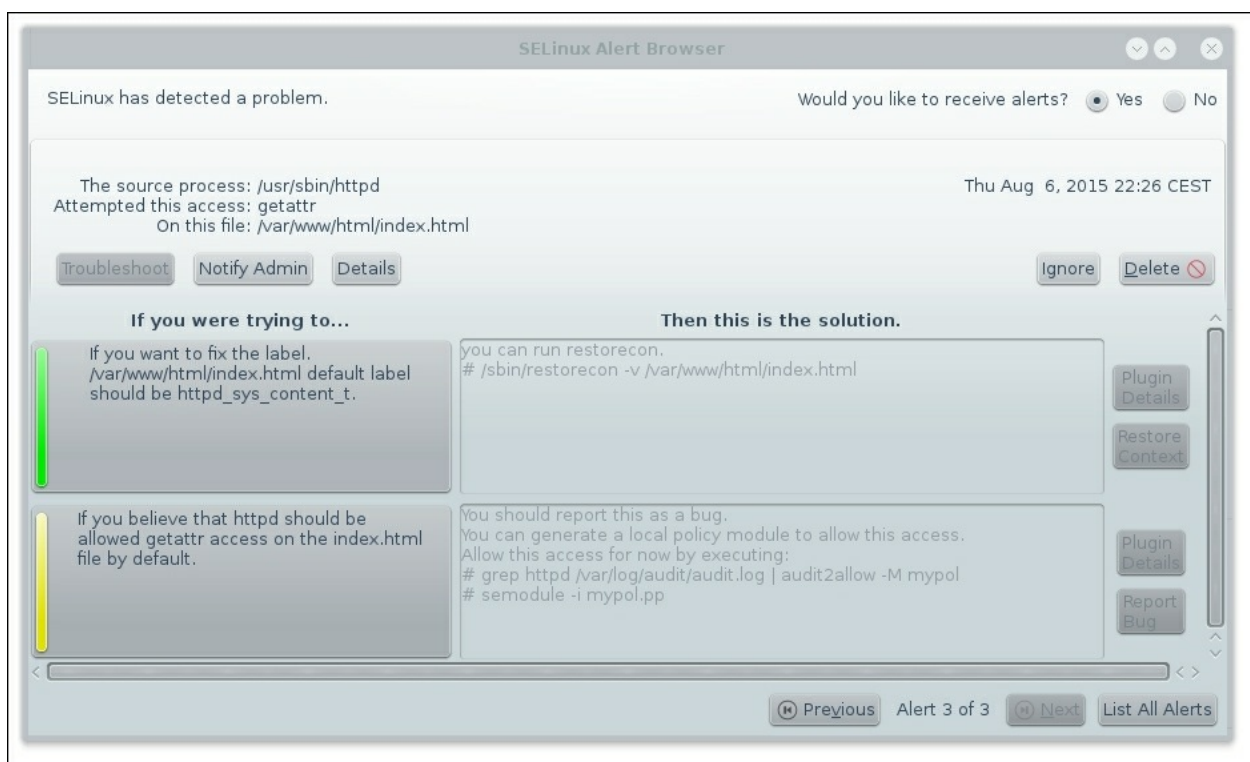 SELinux Alert Browser
SELinux has detected a problem.
Would you like to receive alerts? Yes No
The source process: /usr/sbin/httpd
Thu Aug 6, 2015 22:26 CEST
Attempted this access: getattr
On this file: /var/www/html/index.html
Troubleshoot Notify Admin Details
Ignore Delete
If you were trying to...
Then this is the solution.
If you want to fix the label.
/var/www/html/index.html default label
should be httpd_sys_content_t.
you can run restorecon.
# /sbin/restorecon -v /var/www/html/index.html
Plugin
Details
Restore
Context
If you believe that httpd should be
allowed getattr access on the index.html
file by default.
You should report this as a bug.
You can generate a local policy module to allow this access.
Allow this access for now by executing:
# grep httpd /var/log/audit/audit.log | audit2allow -M mypol
# semodule -i mypol.pp
Plugin
Details
Report
Bug
Previous Alert 3 of 3 Next List All Alerts